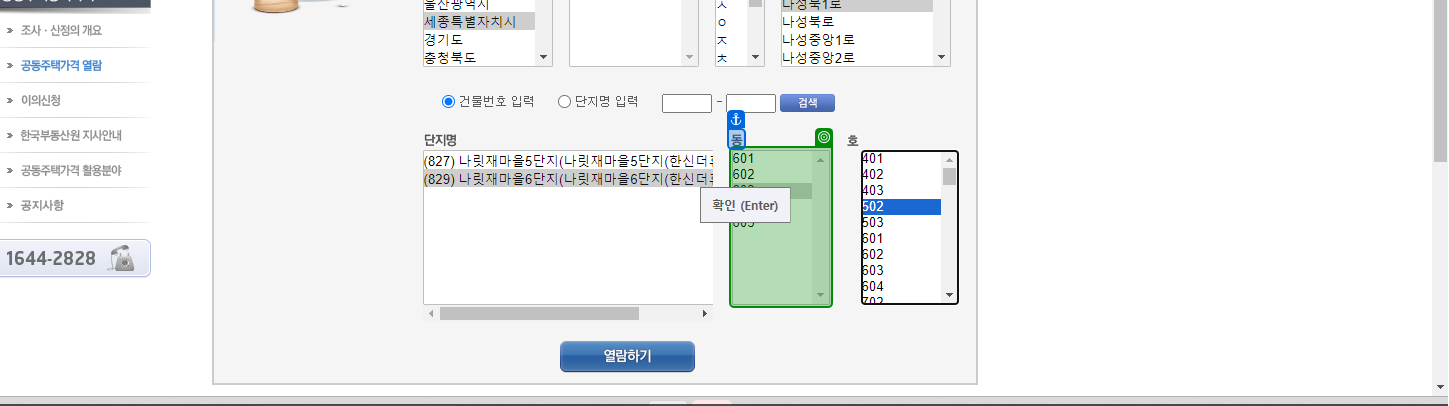 조사 · 산정의 개요
공동주택가격 열람
이의신청
한국부동산원 지사안내
공동주택가격 활용분야
공지사항
1644-2828
울산광역시
세종특별자치시
경기도
충청북도
ㅅ
ㅇ
ㅈ
ㅊ
나성북1로
나성북로
나성중앙1로
나성중앙2로
건물번호 입력 단지명 입력 - 검색
단지명
(827) 나릿재마을5단지(나릿재마을5단지(한신더휴
(829) 나릿재마을6단지(나릿재마을6단지(한신더휴
동
601
602
603
605
확인 (Enter)
호
401
402
403
502
503
601
602
603
604
702
열람하기